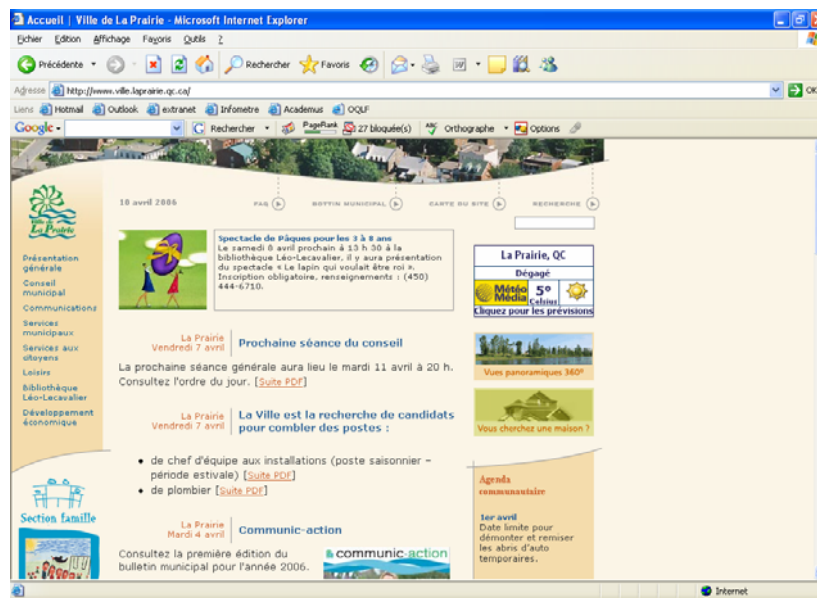 Accueil | Ville de La Prairie - Microsoft Internet Explorer
Fichier Edition Affichage Favoris Outils ?
Précédente Rechercher Favoris
Adresse http://www.ville.laprairie.qc.ca/ OK
Liens Hotmail Outlook extranet Infometre Academus OQLF
Google Rechercher PageRank 27 bloquée(s) Orthographe Options
10 avril 2006 FAQ BOTTIN MUNICIPAL CARTE DU SITE RECHERCHE
Ville de
La Prairie
Présentation
générale
Conseil
municipal
Communications
Services
municipaux
Services aux
citoyens
Loisirs
Bibliothèque
Léo-Lecavalier
Développement
économique
Section famille
Spectacle de Pâques pour les 3 à 8 ans
Le samedi 8 avril prochain à 13 h 30 à la
bibliothèque Léo-Lecavalier, il y aura présentation
du spectacle « Le lapin qui voulait être roi ».
Inscription obligatoire, renseignements : (450)
444-6710.
La Prairie
Vendredi 7 avril
Prochaine séance du conseil
La prochaine séance générale aura lieu le mardi 11 avril à 20 h.
Consultez l'ordre du jour. [Suite PDF]
La Prairie
Vendredi 7 avril
La Ville est la recherche de candidats
pour combler des postes :
• de chef d'équipe aux installations (poste saisonnier –
période estivale) [Suite PDF]
• de plombier [Suite PDF]
La Prairie
Mardi 4 avril
Communic-action
Consultez la première édition du
bulletin municipal pour l'année 2006.
communic-action
La Prairie, QC
Dégagé
Météo
Média
5°
Celsius
Cliquez pour les prévisions
Vues panoramiques 360°
Vous cherchez une maison ?
Agenda
communautaire
1er avril
Date limite pour
démonter et remiser
les abris d'auto
temporaires.
Internet